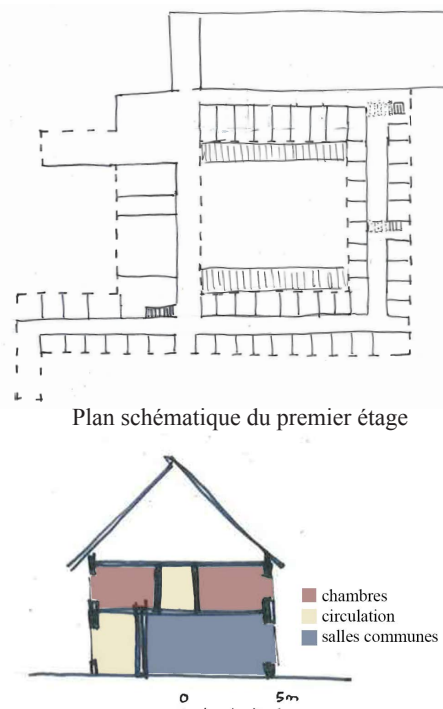 Plan schématique du premier étage
chambres
circulation
salles communes
0 5m